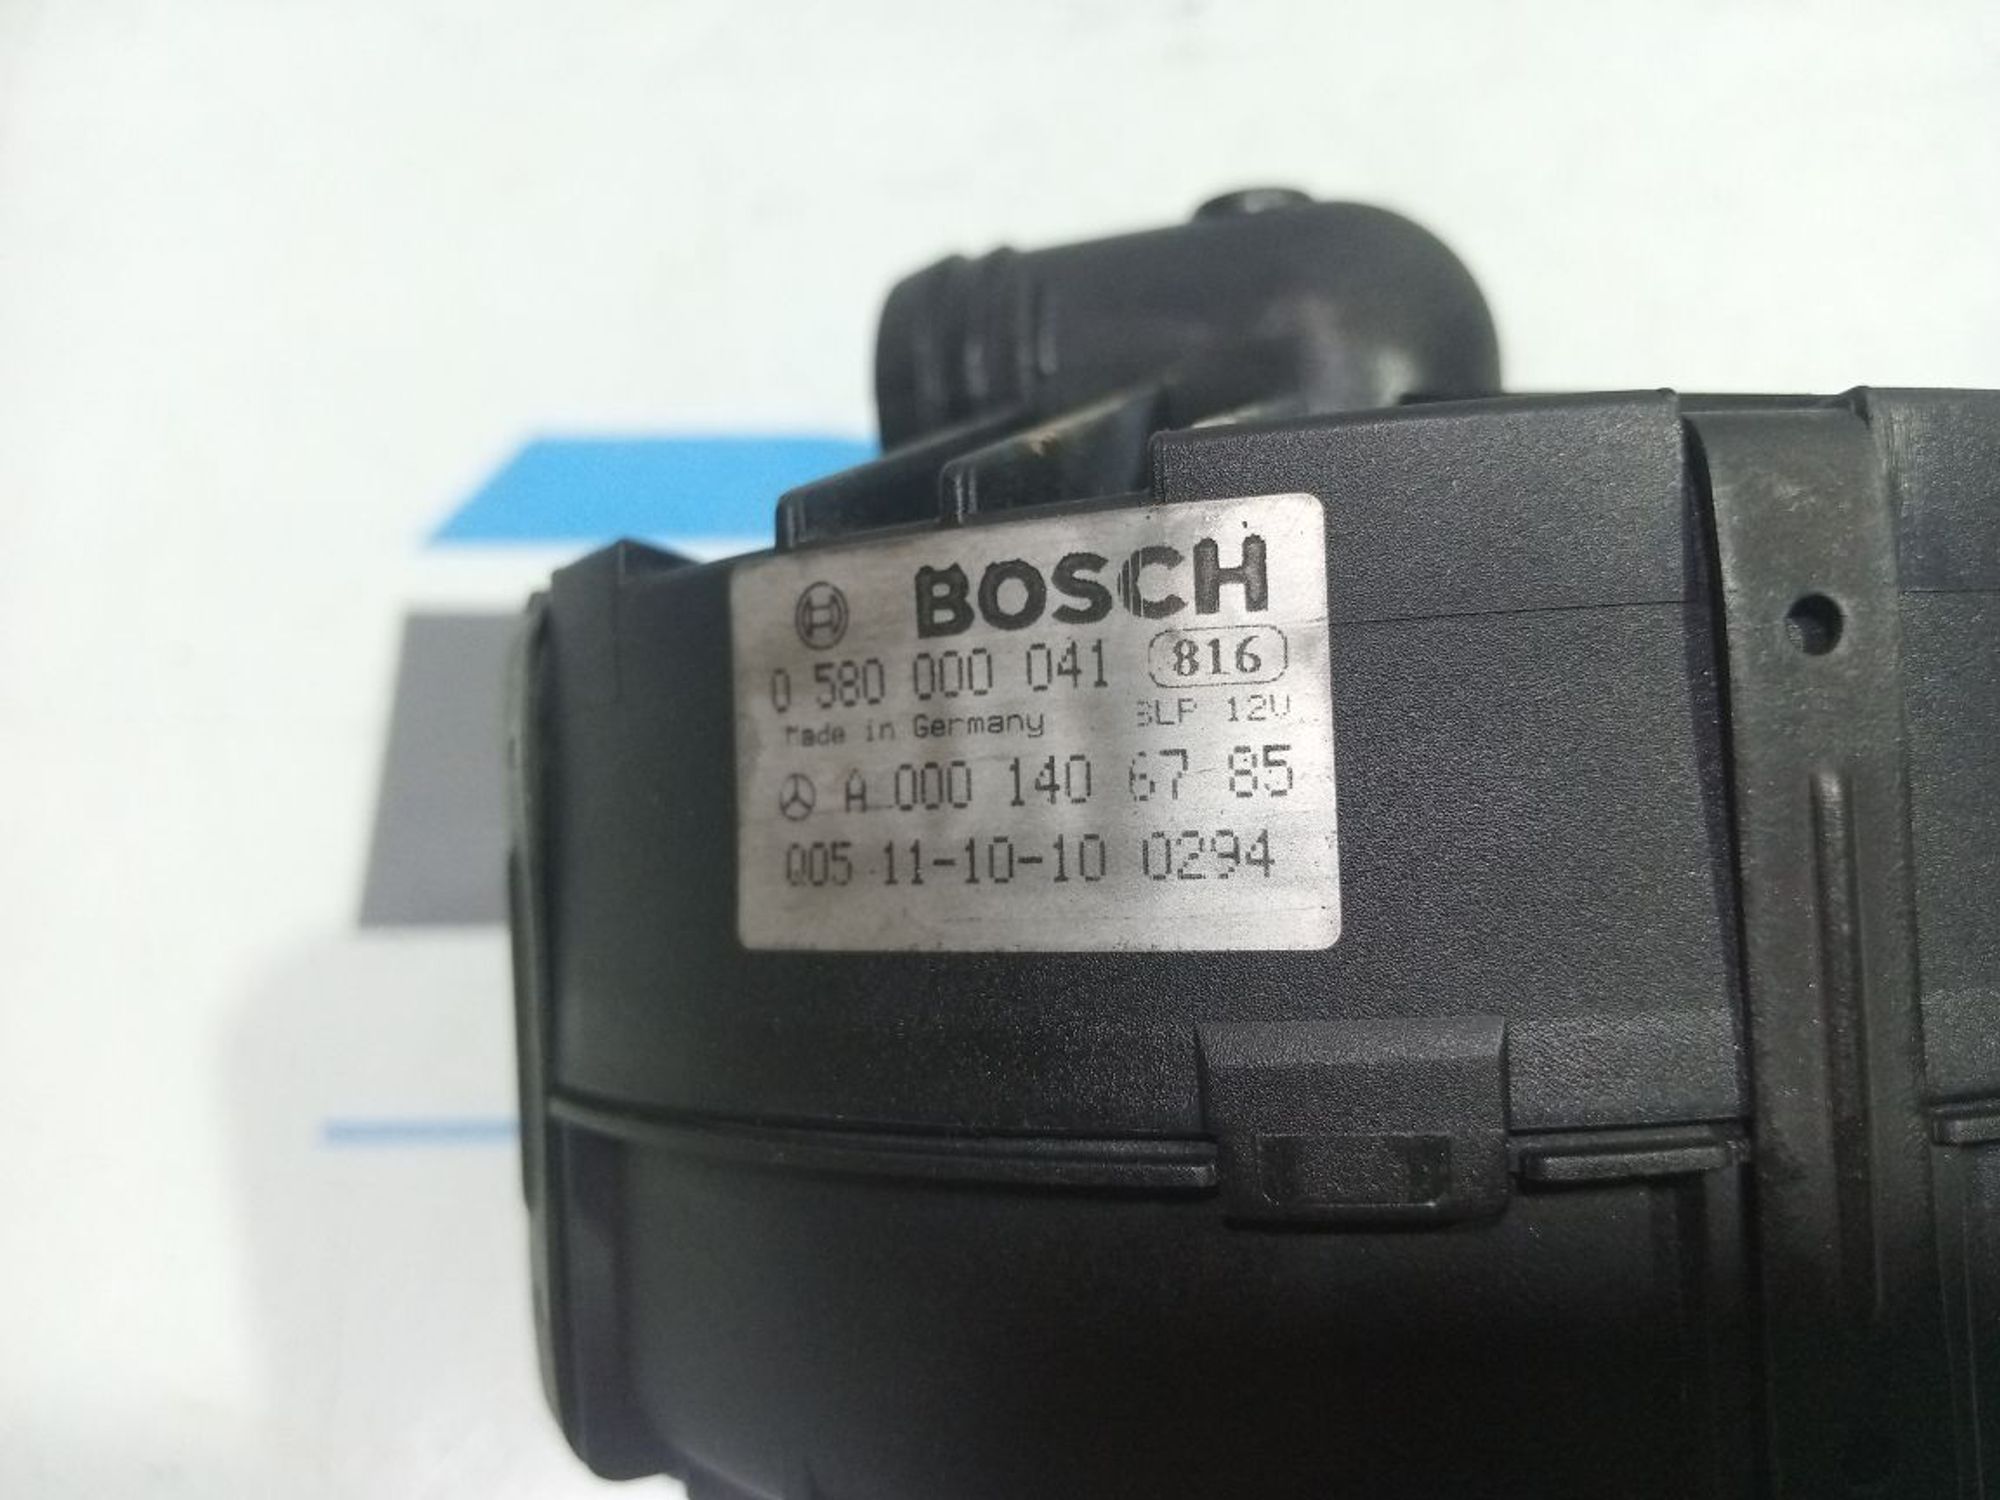 BOSCH
0 580 000 041 816
Made in Germany SLP 12V
A 000 140 67 85
Q05 11-10-10 0294